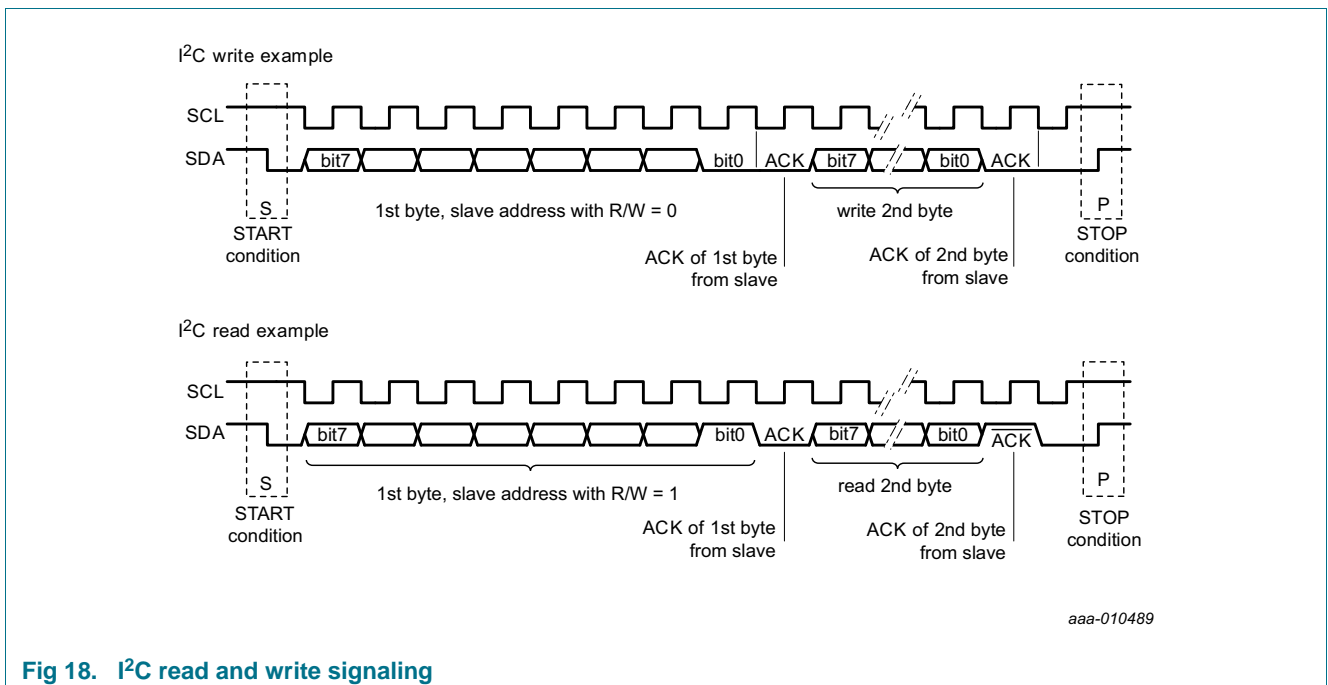 I²C write example
SCL
SDA
bit7
bit0
ACK
bit7
bit0
ACK
S
START
condition
1st byte, slave address with R/W = 0
write 2nd byte
ACK of 1st byte
from slave
ACK of 2nd byte
from slave
P
STOP
condition
I²C read example
SCL
SDA
bit7
bit0
ACK
bit7
bit0
A̅C̅K̅
S
START
condition
1st byte, slave address with R/W = 1
read 2nd byte
ACK of 1st byte
from slave
ACK of 2nd byte
from slave
P
STOP
condition
aaa-010489
Fig 18. I²C read and write signaling